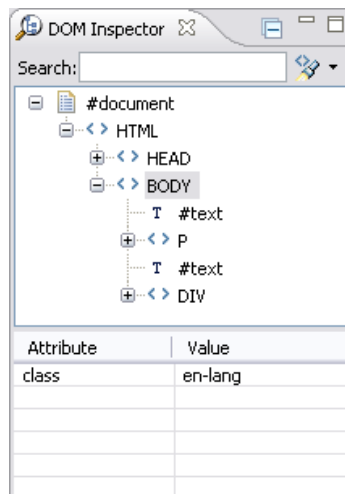 DOM Inspector
Search:
#document
HTML
HEAD
BODY
T #text
P
T #text
DIV
Attribute Value
class en-lang